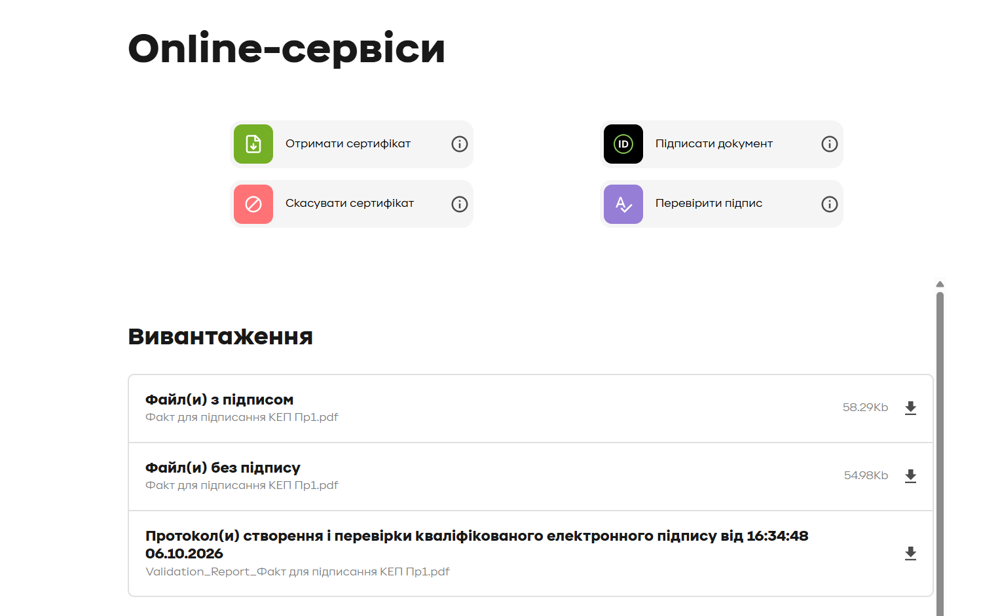 Online-сервіси
Отримати сертифікат
Підписати документ
ID
Скасувати сертифікат
Перевірити підпис
Вивантаження
Файл(и) з підписом
Факт для підписання КЕП Пр1.pdf
58.29Kb
Файл(и) без підпису
Факт для підписання КЕП Пр1.pdf
54.98Kb
Протокол(и) створення і перевірки кваліфікованого електронного підпису від 16:34:48
06.10.2026
Validation_Report_Факт для підписання КЕП Пр1.pdf